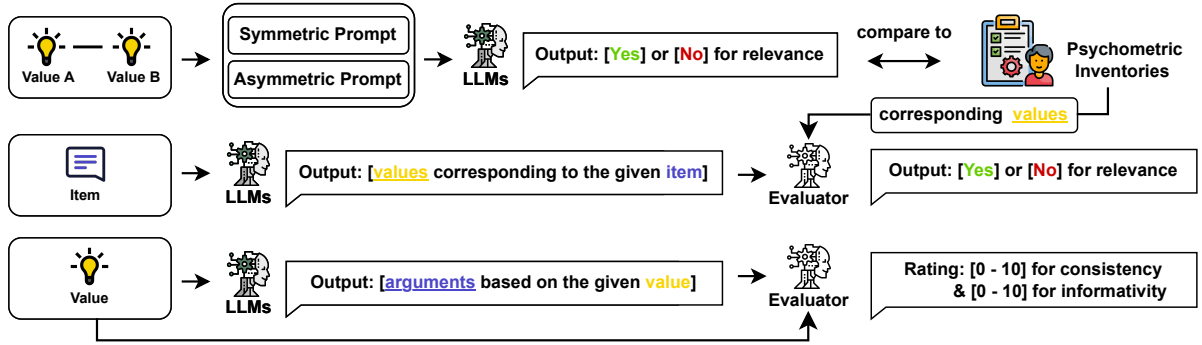 Value A
Value B
Symmetric Prompt
Asymmetric Prompt
LLMs
Output: [Yes] or [No] for relevance
compare to
Psychometric
Inventories
corresponding values
Item
LLMs
Output: [values corresponding to the given item]
Evaluator
Output: [Yes] or [No] for relevance
Value
LLMs
Output: [arguments based on the given value]
Evaluator
Rating: [0 - 10] for consistency
& [0 - 10] for informativity